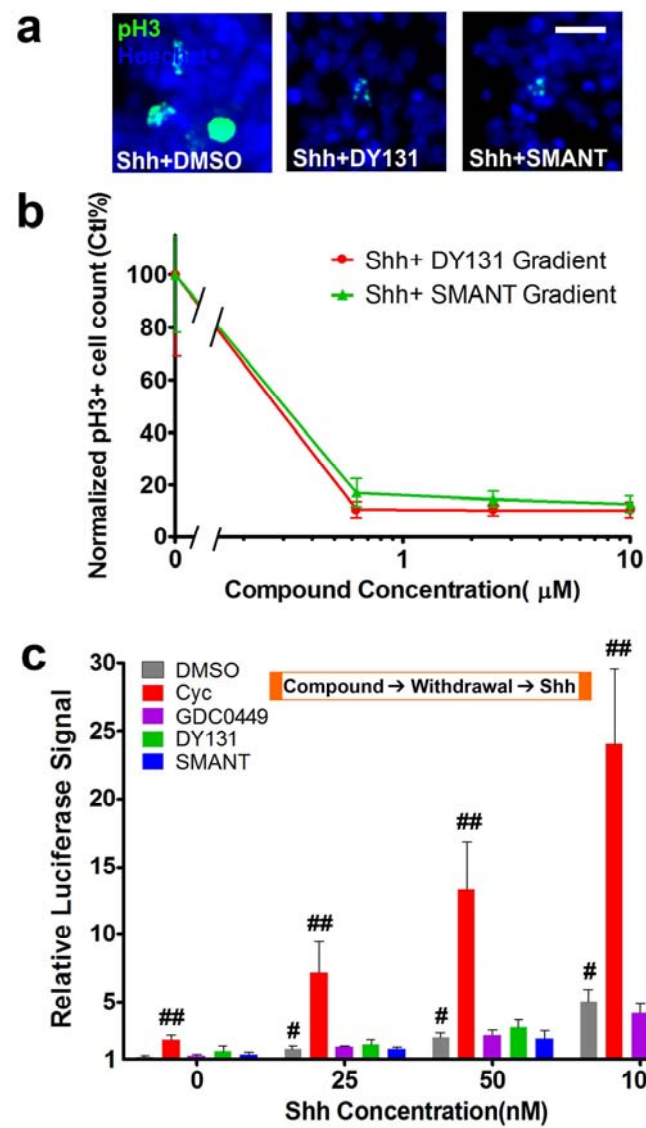 a
pH3
Hoechst
Shh+DMSO
Shh+DY131
Shh+SMANT
b
Normalized pH3+ cell count (Ctl%)
100
80
60
40
20
0
Shh+ DY131 Gradient
Shh+ SMANT Gradient
0
1
10
Compound Concentration( μM)
c
Relative Luciferase Signal
30
25
20
15
10
5
1
DMSO
Cyc
GDC0449
DY131
SMANT
Compound → Withdrawal → Shh
##
##
#
##
#
##
#
0
25
50
10
Shh Concentration(nM)